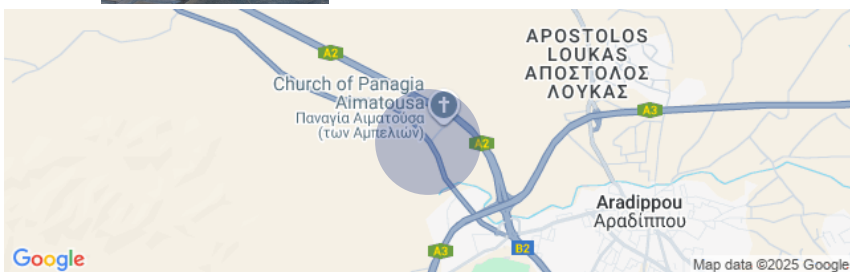 APOSTOLOS
LOUKAS
ΑΠΟΣΤΟΛΟΣ
ΛΟΥΚΑΣ
A2
Church of Panagia
Aimatousa
Παναγία Αιματούσα
(των Αμπελιών)
A3
A2
Aradippou
Αραδίππου
A3
B2
Google
Map data ©2025 Google